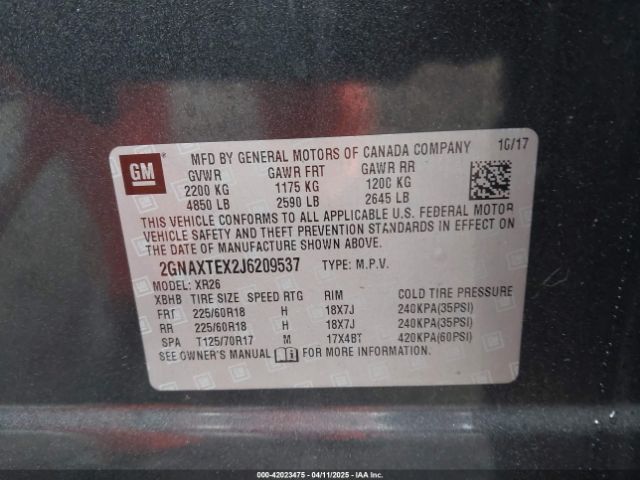 GM
MFD BY GENERAL MOTORS OF CANADA COMPANY 10/17
GVWR GAWR FRT GAWR RR
2200 KG 1175 KG 1200 KG
4850 LB 2590 LB 2645 LB
THIS VEHICLE CONFORMS TO ALL APPLICABLE U.S. FEDERAL MOTOR
VEHICLE SAFETY AND THEFT PREVENTION STANDARDS IN EFFECT ON
THE DATE OF MANUFACTURE SHOWN ABOVE.
2GNAXTEX2J6209537 TYPE: M.P.V.
MODEL: XR26
XBHB TIRE SIZE SPEED RTG RIM COLD TIRE PRESSURE
FRT 225/60R18 H 18X7J 240KPA(35PSI)
RR 225/60R18 H 18X7J 240KPA(35PSI)
SPA T125/70R17 M 17X4BT 420KPA(60PSI)
SEE OWNER'S MANUAL FOR MORE INFORMATION.
000-42023475 - 04/11/2025 - IAAI.COM